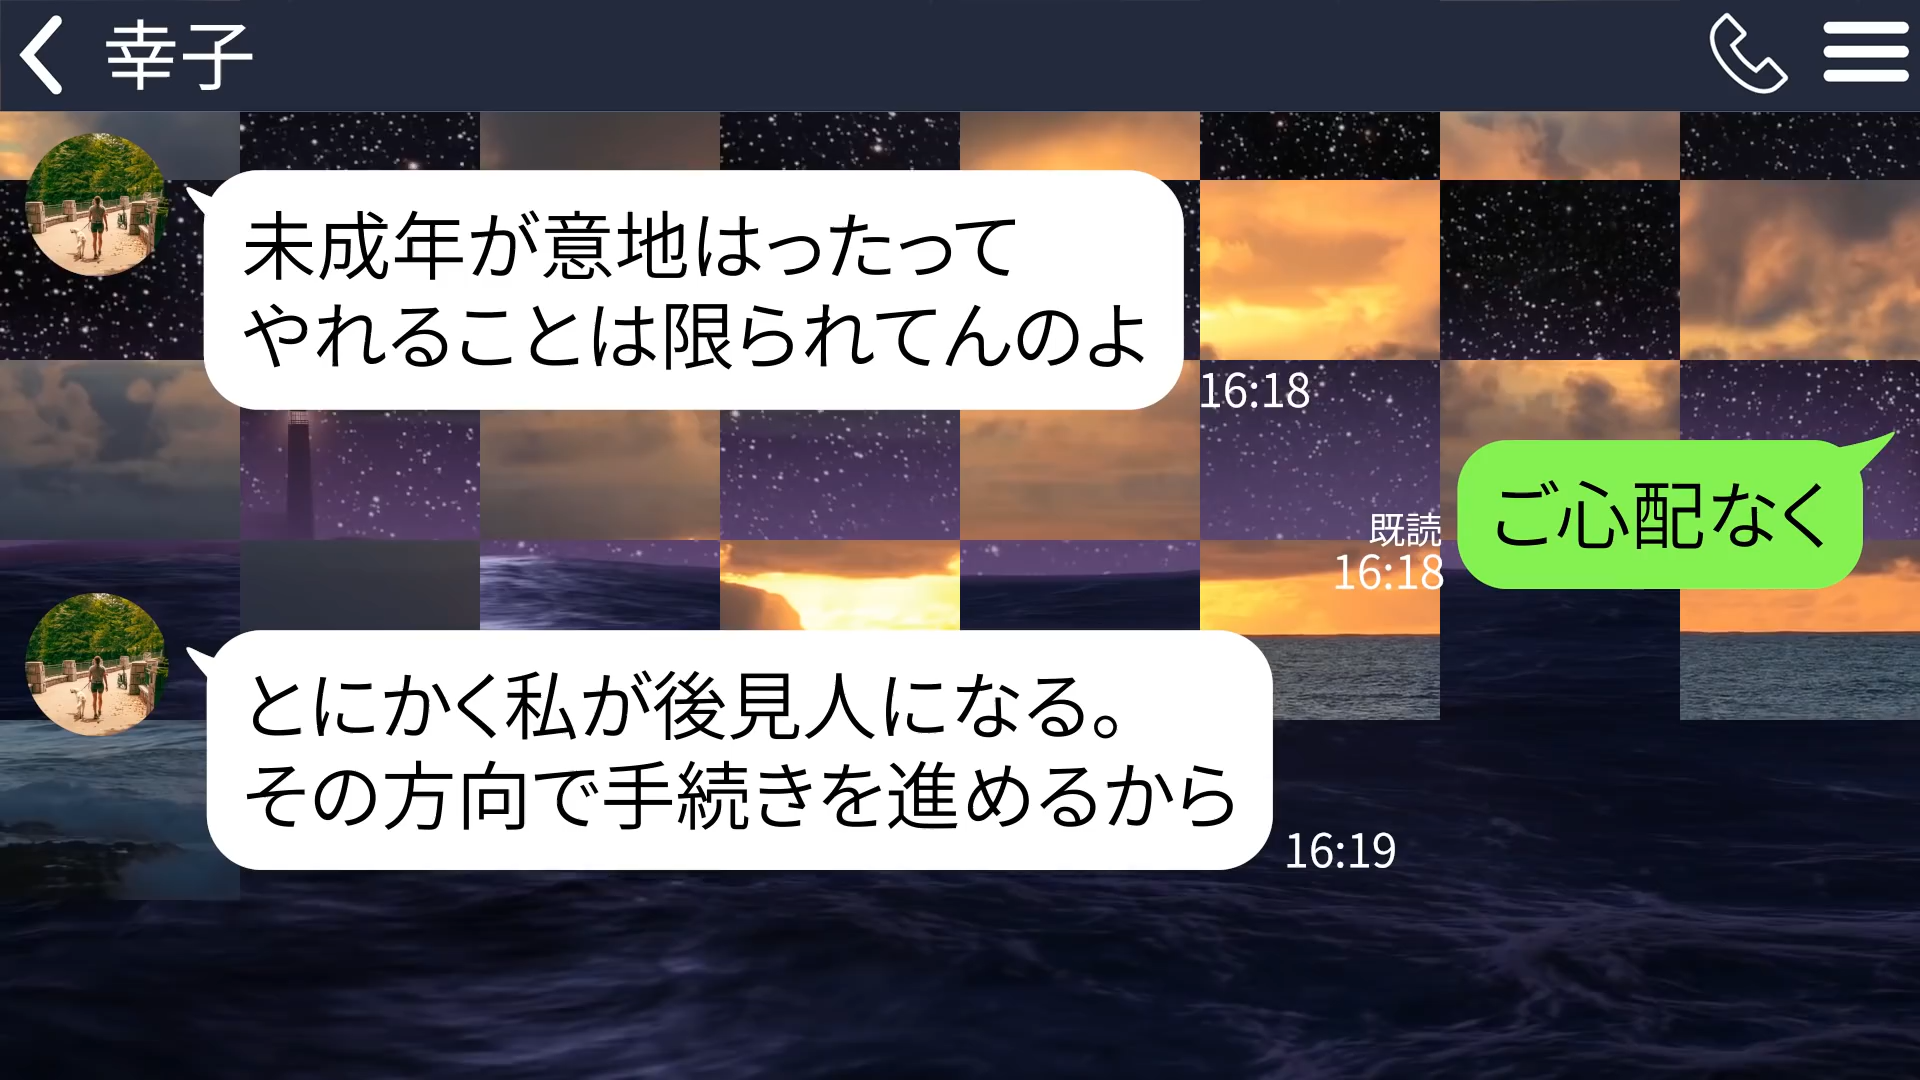 幸子
未成年が意地はったって
やれることは限られてんのよ
16:18
ご心配なく
既読
16:18
とにかく私が後見人になる。
その方向で手続きを進めるから
16:19